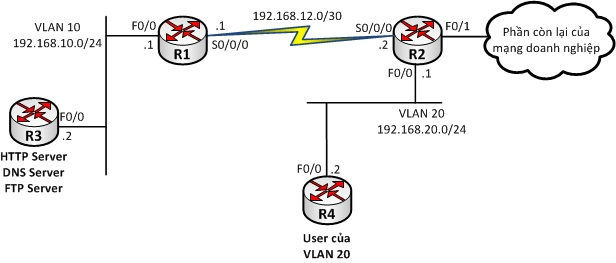 VLAN 10
192.168.10.0/24
F0/0
.1
R1
.1
S0/0/0
192.168.12.0/30
S0/0/0
.2
R2
F0/1
F0/0
.1
Phần còn lại của
mạng doanh nghiệp
VLAN 20
192.168.20.0/24
F0/0
.2
R3
HTTP Server
DNS Server
FTP Server
F0/0
.2
R4
User của
VLAN 20